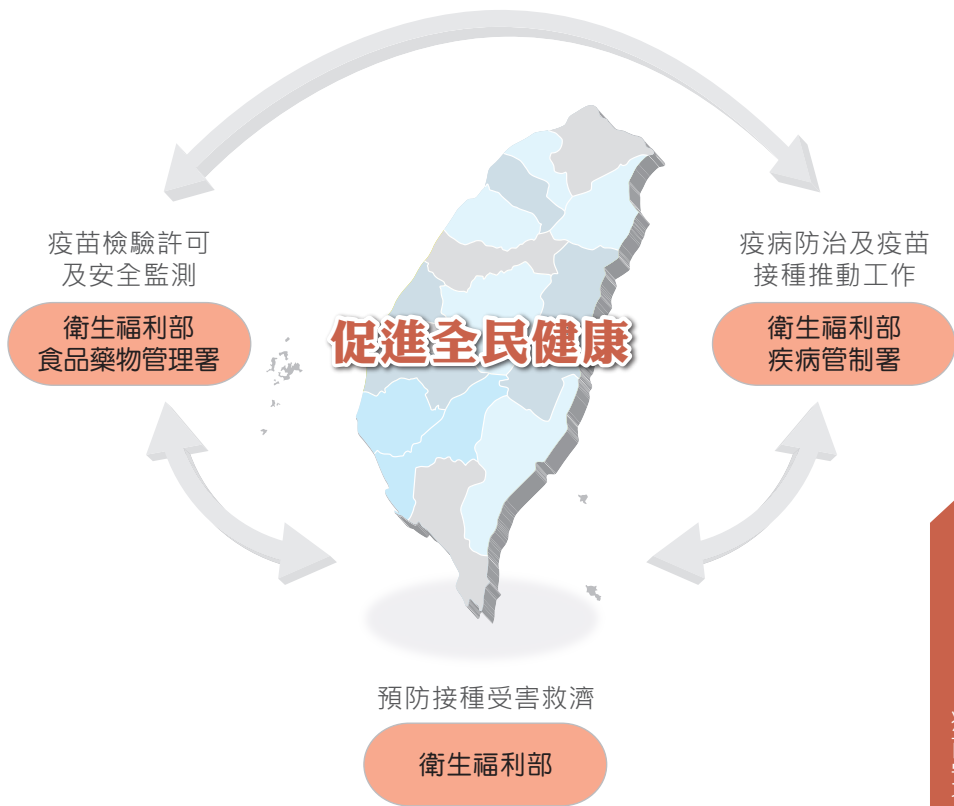 疫苗檢驗許可
及安全監測
衛生福利部
食品藥物管理署
疫病防治及疫苗
接種推動工作
衛生福利部
疾病管制署
促進全民健康
預防接種受害救濟
衛生福利部